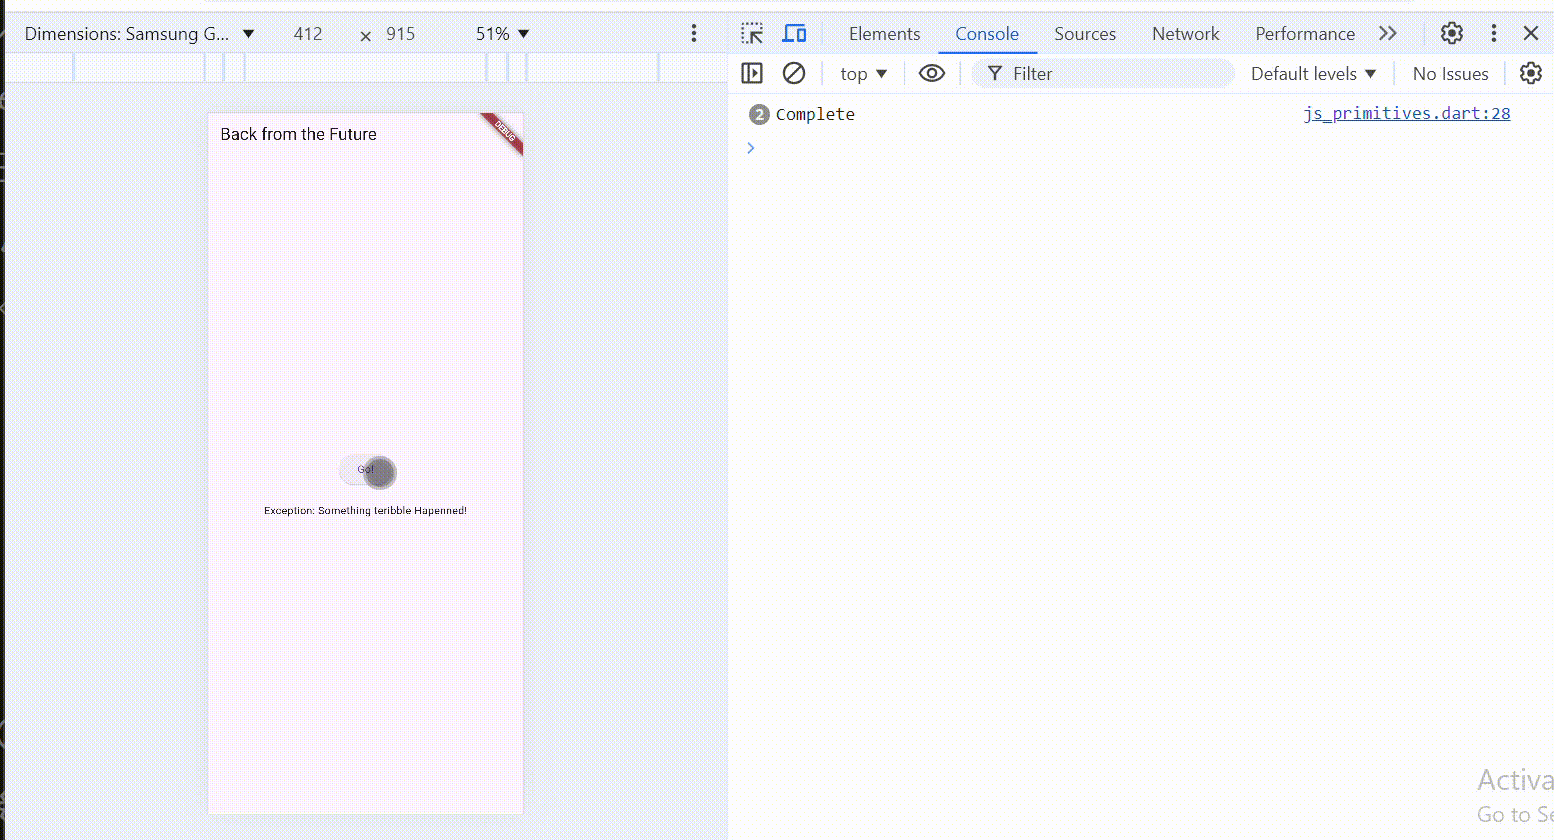 Dimensions: Samsung G... ▼ 412 × 915 51% ▼
Elements Console Sources Network Performance
top ▼ Filter Default levels ▼ No Issues
2 Complete js_primitives.dart:28
Back from the Future
DEBUG
Go!
Exception: Something teribble Hapenned!
Activa
Go to Se